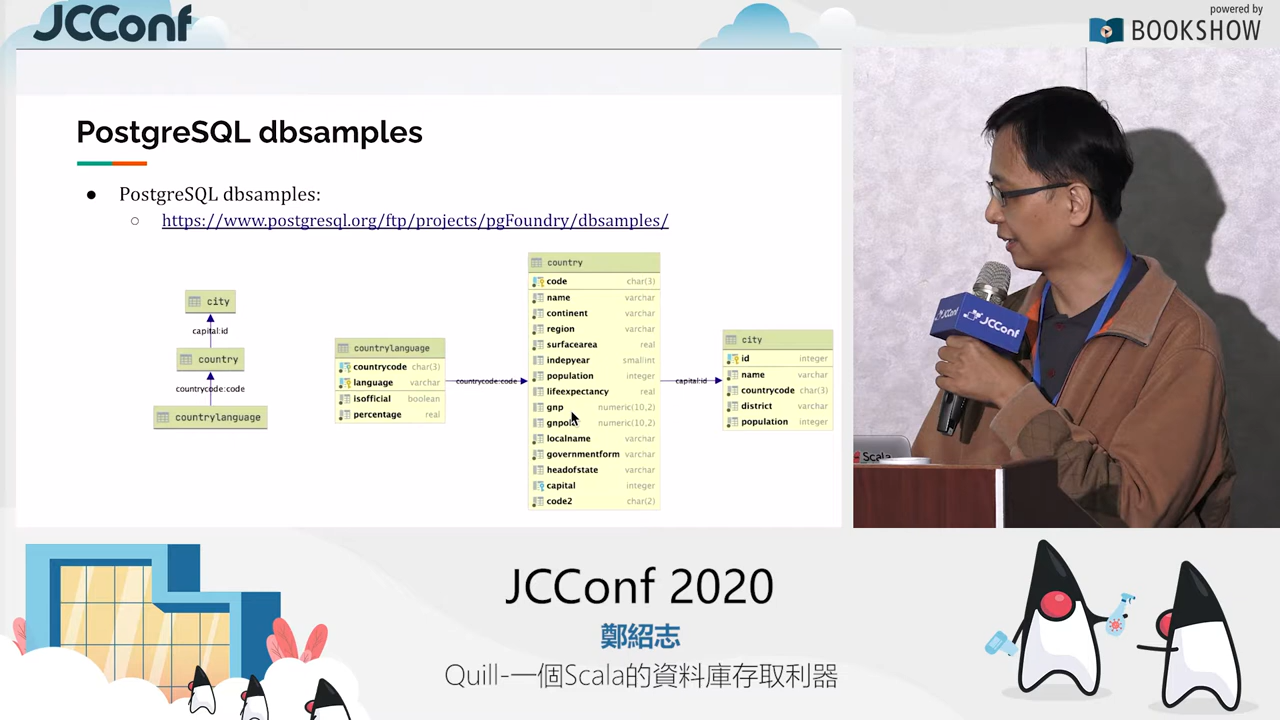 JCConf
powered by
BOOKSHOW
PostgreSQL dbsamples
● PostgreSQL dbsamples:
○ https://www.postgresql.org/ftp/projects/pgFoundry/dbsamples/
city
capital:id
country
countrycode:code
countrylanguage
countrylanguage
countrycode char(3)
language varchar
isofficial boolean
percentage real
countrycode:code
country
code char(3)
name varchar
continent varchar
region varchar
surfacearea real
indepyear smallint
population integer
lifeexpectancy real
gnp numeric(10,2)
numeric(10,2)
localname varchar
governmentform varchar
headofstate varchar
capital integer
code2 char(2)
capital:id
city
id integer
name varchar
countrycode char(3)
district varchar
population integer
JCConf
Scala
JCConf 2020
鄭紹志
Quill-一個Scala的資料庫存取利器